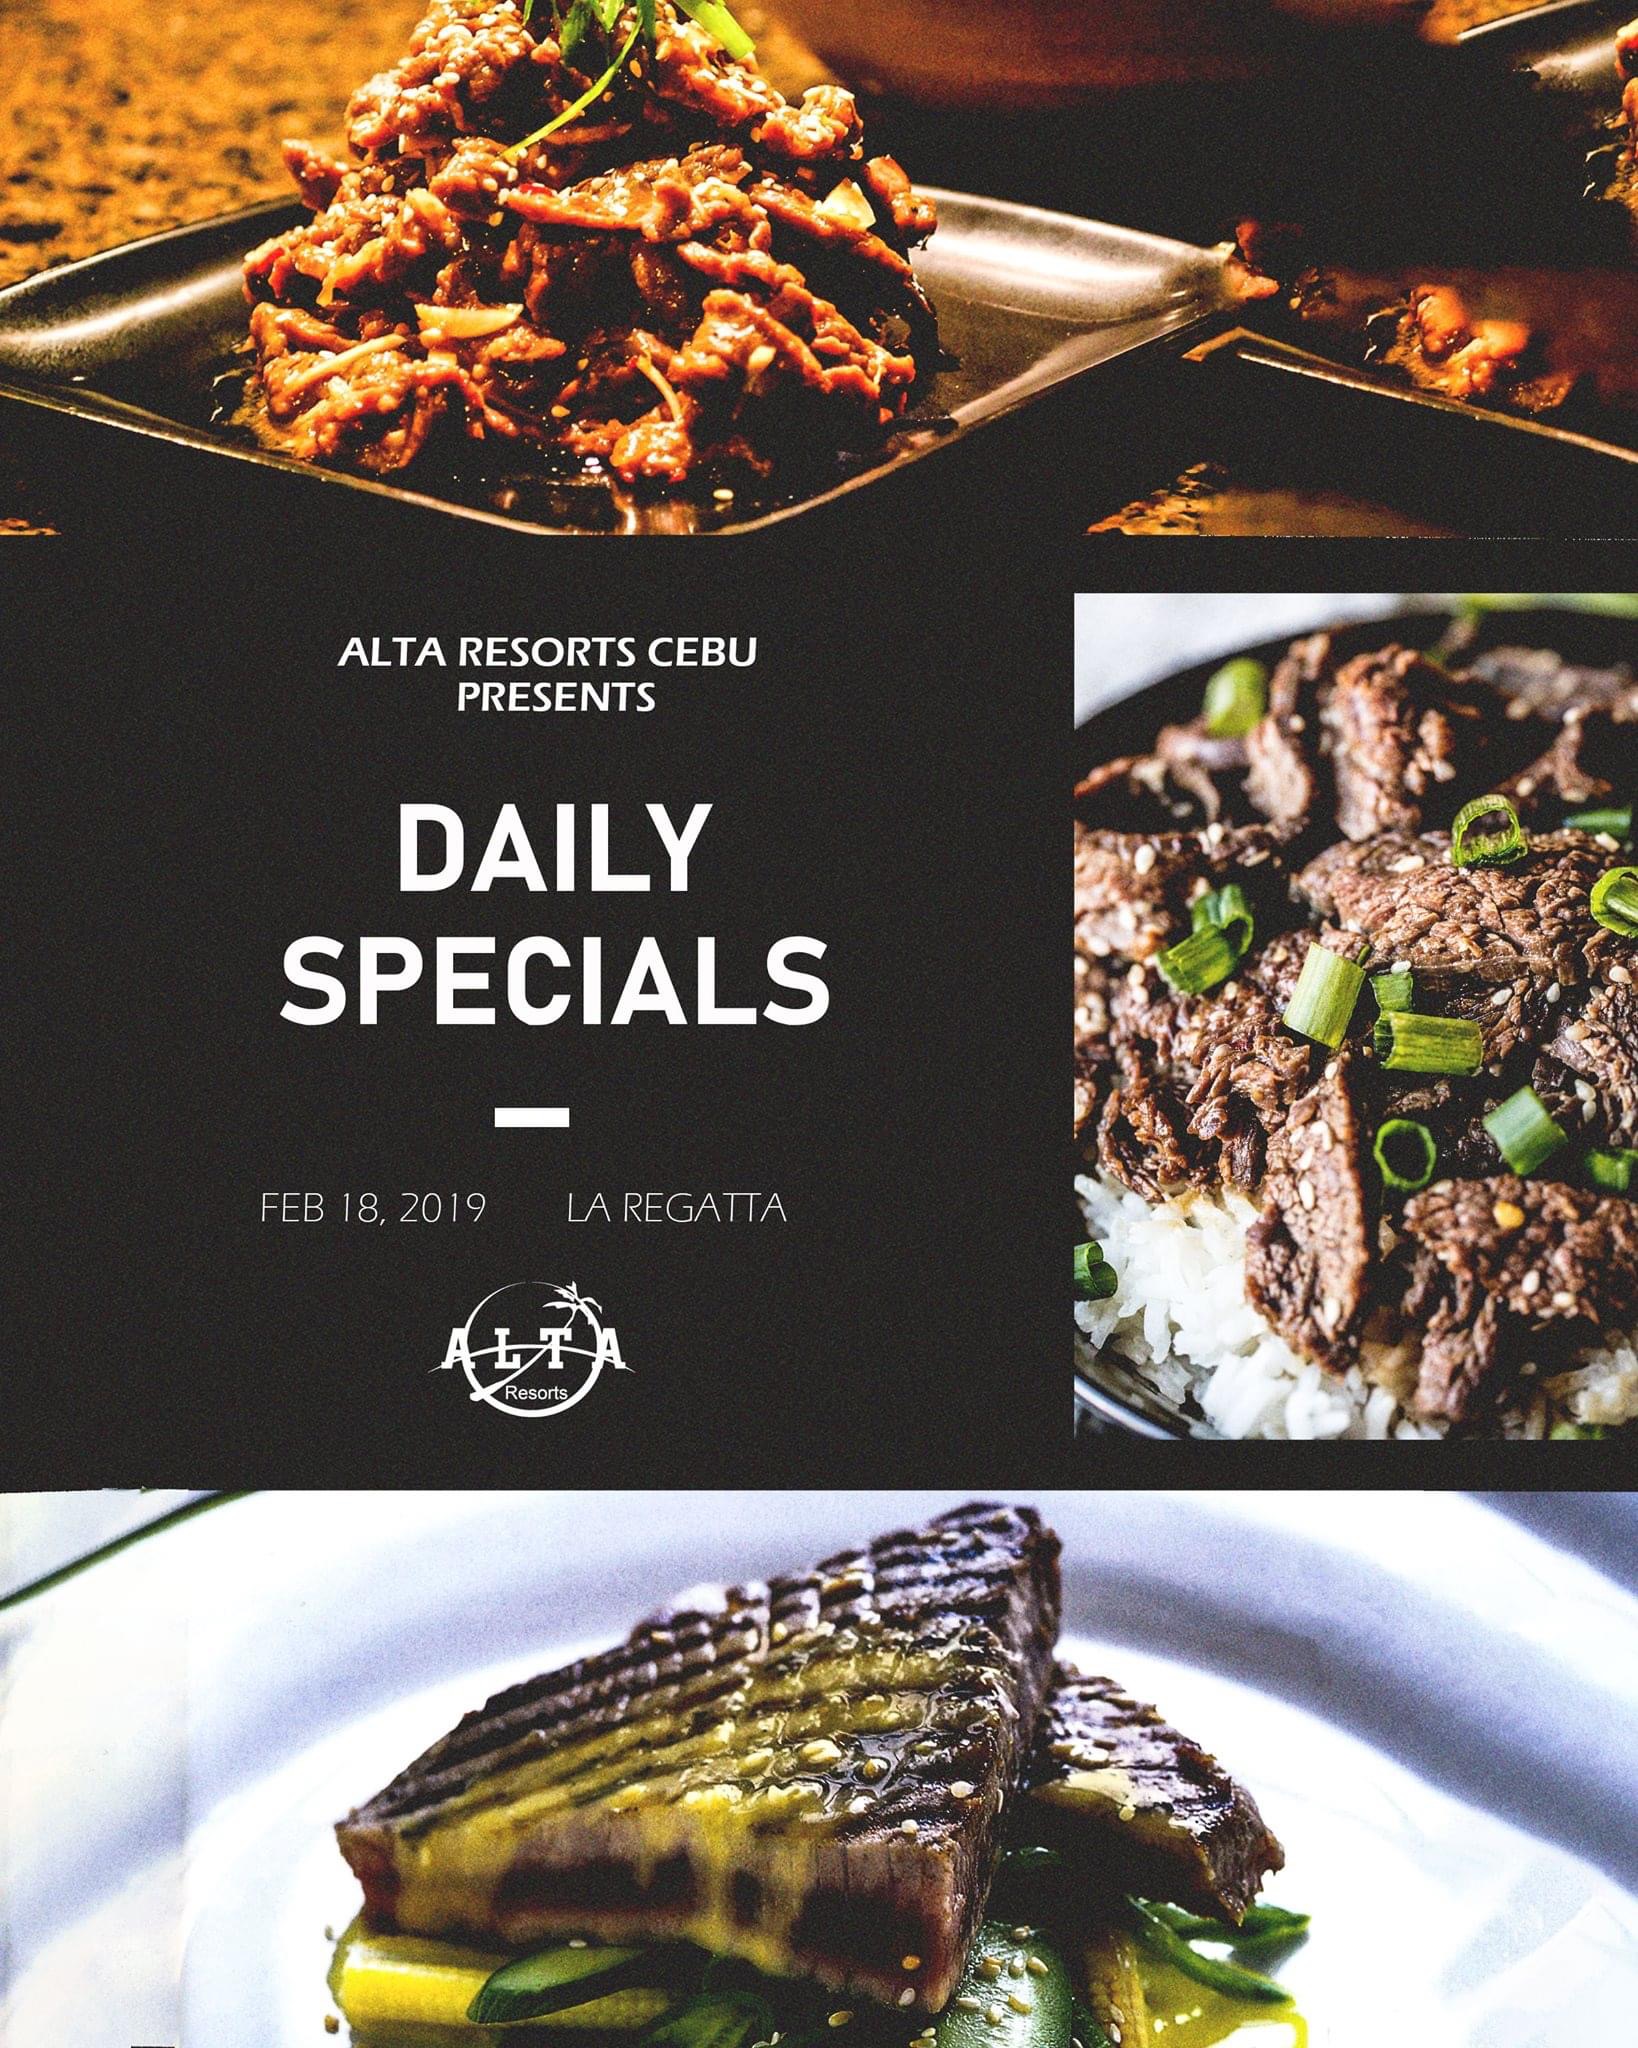 ALTA RESORTS CEBU
PRESENTS
DAILY
SPECIALS
FEB 18, 2019 LA REGATTA
ALTA
Resorts